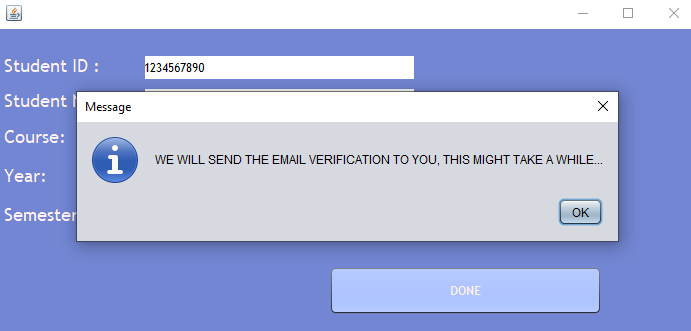 Student ID :
1234567890
Student
Message
WE WILL SEND THE EMAIL VERIFICATION TO YOU, THIS MIGHT TAKE A WHILE...
Course:
Year:
OK
Semester
DONE